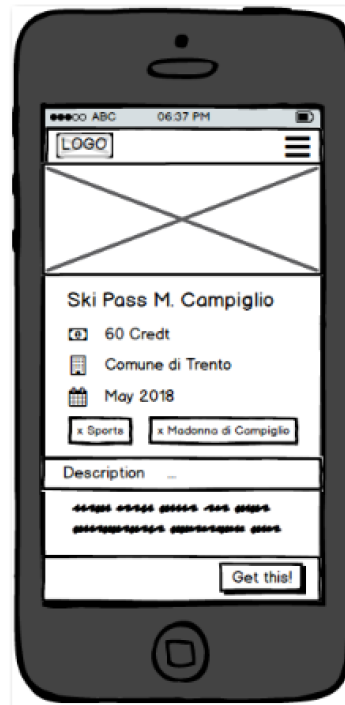 ABC 06:37 PM
LOGO
Ski Pass M. Campiglio
60 Credt
Comune di Trento
May 2018
x Sports x Madonna di Campiglio
Description ...
Get this!